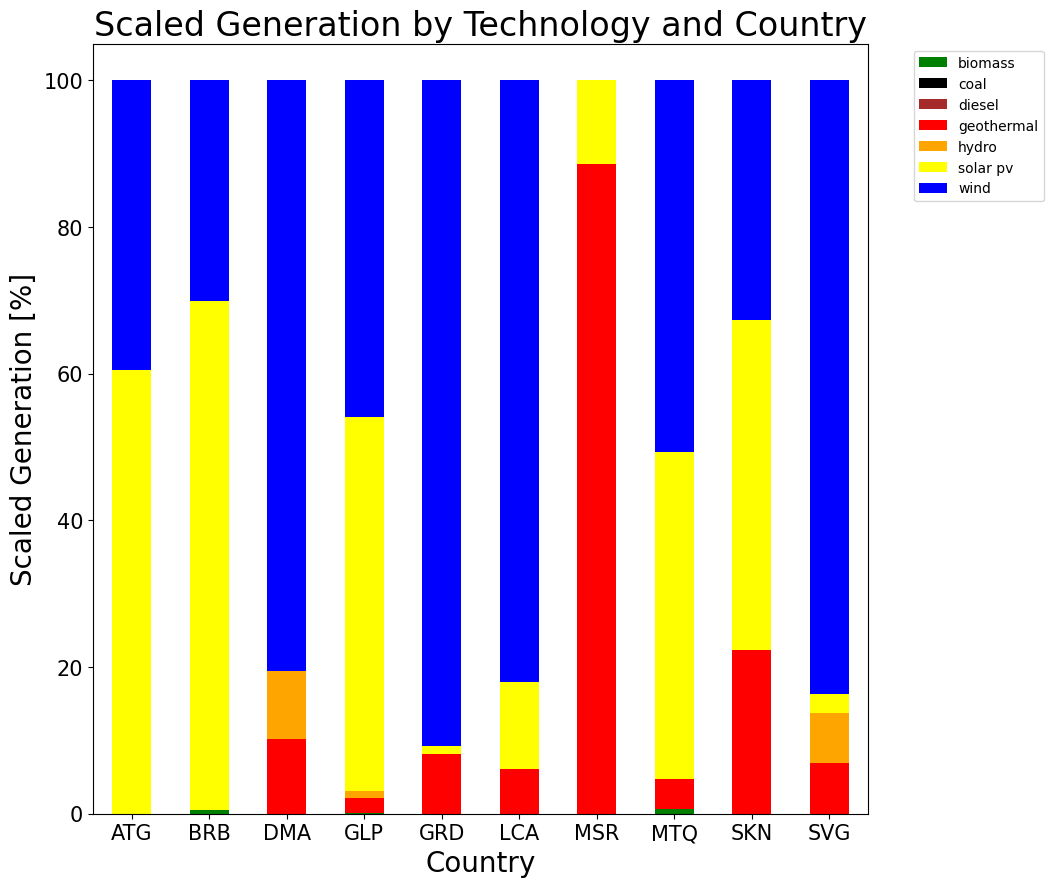 Scaled Generation by Technology and Country
biomass
coal
diesel
geothermal
hydro
solar pv
wind
Scaled Generation [%]
100
80
60
40
20
0
ATG BRB DMA GLP GRD LCA MSR MTQ SKN SVG
Country